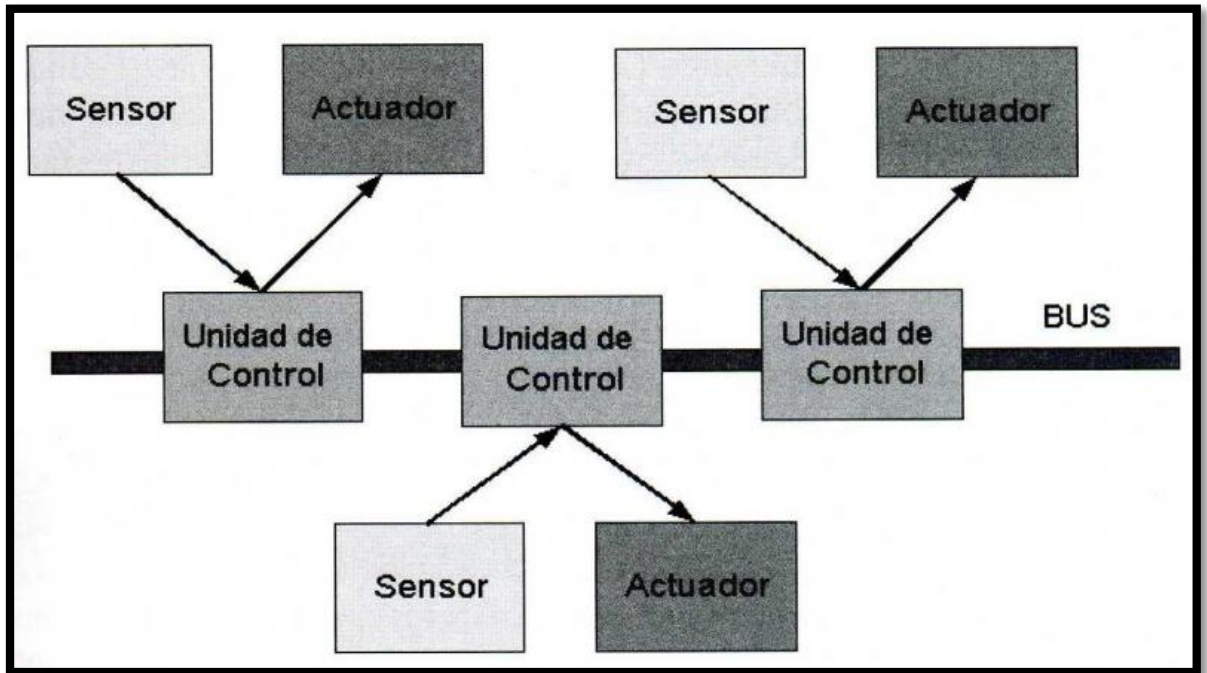 Sensor
Actuador
Sensor
Actuador
Unidad de
Control
Unidad de
Control
Unidad de
Control
BUS
Sensor
Actuador